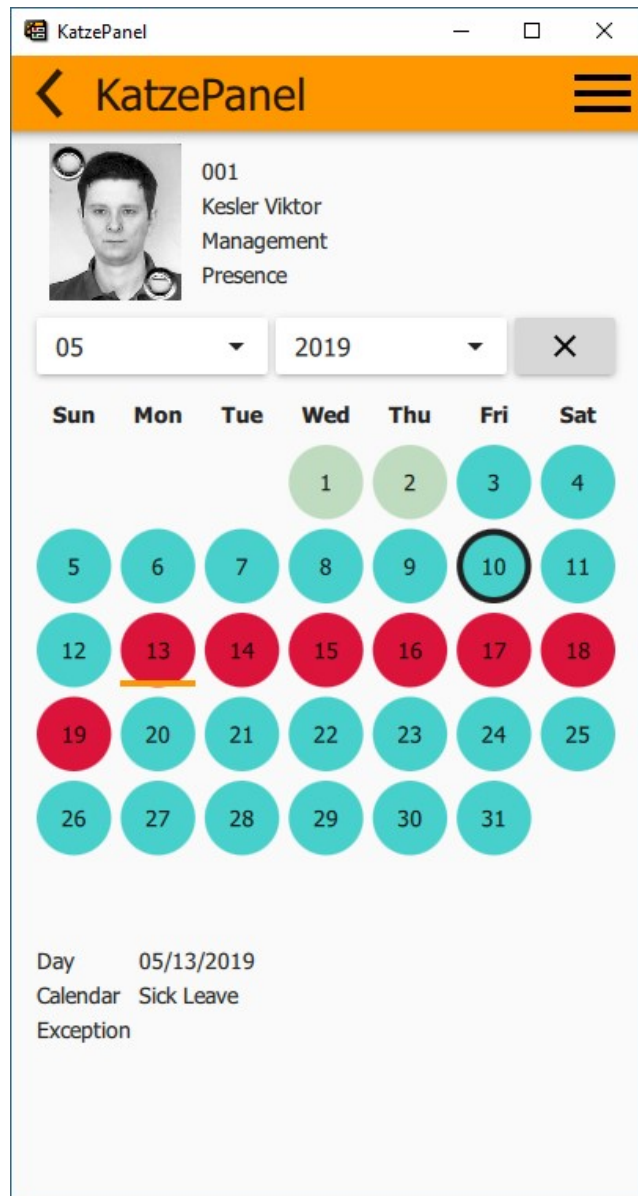 KatzePanel
KatzePanel
001
Kesler Viktor
Management
Presence
05 2019
Sun Mon Tue Wed Thu Fri Sat
1 2 3 4
5 6 7 8 9 10 11
12 13 14 15 16 17 18
19 20 21 22 23 24 25
26 27 28 29 30 31
Day 05/13/2019
Calendar Sick Leave
Exception